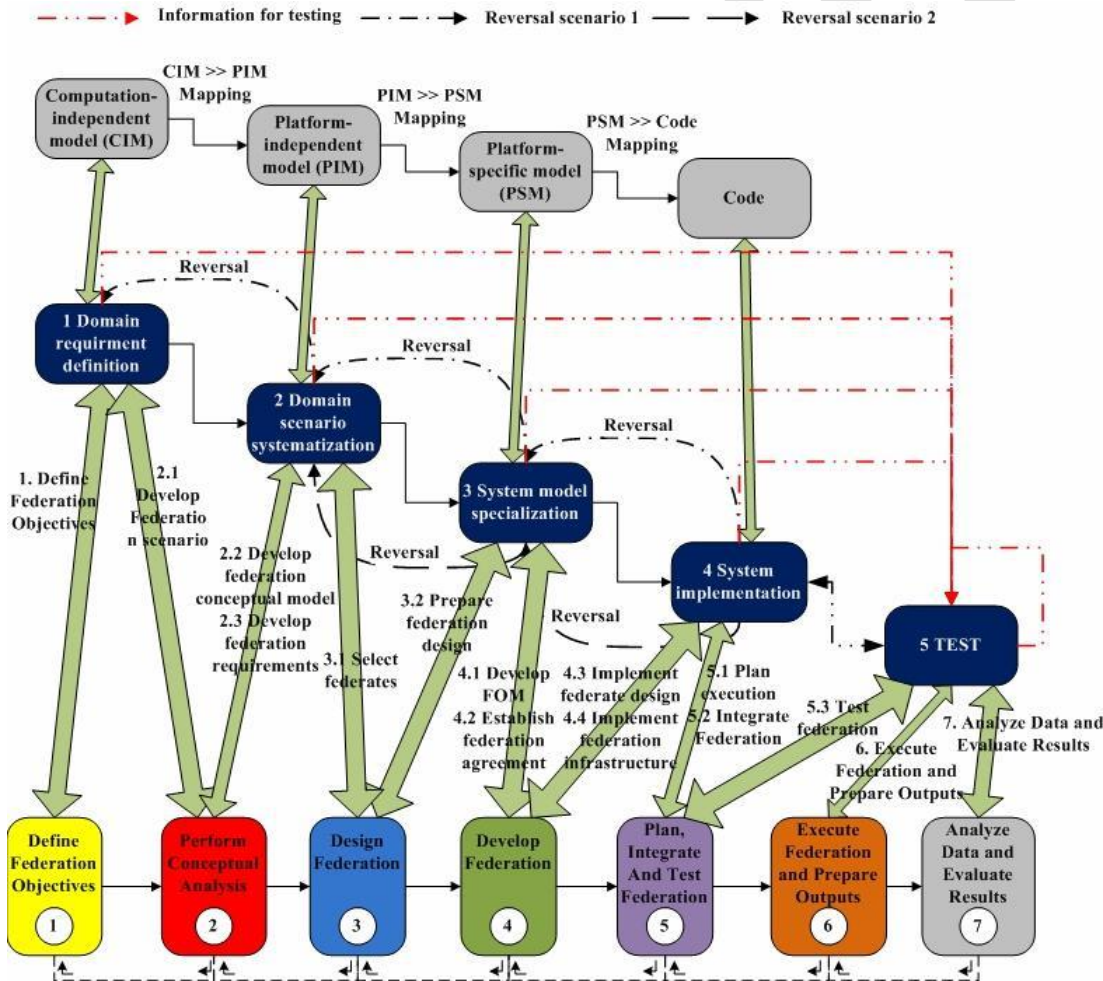 Information for testing
Reversal scenario 1
Reversal scenario 2
CIM >> PIM
Mapping
Computation-
independent
model (CIM)
PIM >> PSM
Mapping
Platform-
independent
model (PIM)
PSM >> Code
Mapping
Platform-
specific model
(PSM)
Code
Reversal
1 Domain
requirment
definition
Reversal
2 Domain
scenario
systematization
Reversal
3 System model
specialization
Reversal
4 System
implementation
Reversal
5 TEST
1. Define
Federation
Objectives
2.1
Develop
Federatio
n scenario
2.2 Develop
federation
conceptual model
2.3 Develop
federation
requirements
3.1 Select
federates
3.2 Prepare
federation
design
4.1 Develop
FOM
4.2 Establish
federation
agreement
4.3 Implement
federate design
4.4 Implement
federation
infrastructure
5.1 Plan
execution
5.2 Integrate
Federation
5.3 Test
federation
6. Execute
Federation and
Prepare Outputs
7. Analyze Data and
Evaluate Results
Define
Federation
Objectives
1
Perform
Conceptual
Analysis
2
Design
Federation
3
Develop
Federation
4
Plan,
Integrate
And Test
Federation
5
Execute
Federation
and Prepare
Outputs
6
Analyze
Data and
Evaluate
Results
7